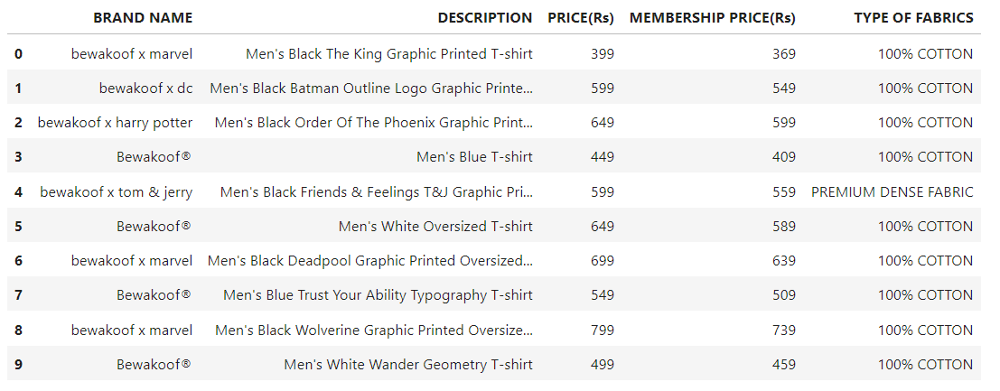 BRAND NAME DESCRIPTION PRICE(Rs) MEMBERSHIP PRICE(Rs) TYPE OF FABRICS
0 bewakoof x marvel Men's Black The King Graphic Printed T-shirt 399 369 100% COTTON
1 bewakoof x dc Men's Black Batman Outline Logo Graphic Printe... 599 549 100% COTTON
2 bewakoof x harry potter Men's Black Order Of The Phoenix Graphic Print... 649 599 100% COTTON
3 Bewakoof® Men's Blue T-shirt 449 409 100% COTTON
4 bewakoof x tom & jerry Men's Black Friends & Feelings T&J Graphic Pri... 599 559 PREMIUM DENSE FABRIC
5 Bewakoof® Men's White Oversized T-shirt 649 589 100% COTTON
6 bewakoof x marvel Men's Black Deadpool Graphic Printed Oversized... 699 639 100% COTTON
7 Bewakoof® Men's Blue Trust Your Ability Typography T-shirt 549 509 100% COTTON
8 bewakoof x marvel Men's Black Wolverine Graphic Printed Oversize... 799 739 100% COTTON
9 Bewakoof® Men's White Wander Geometry T-shirt 499 459 100% COTTON